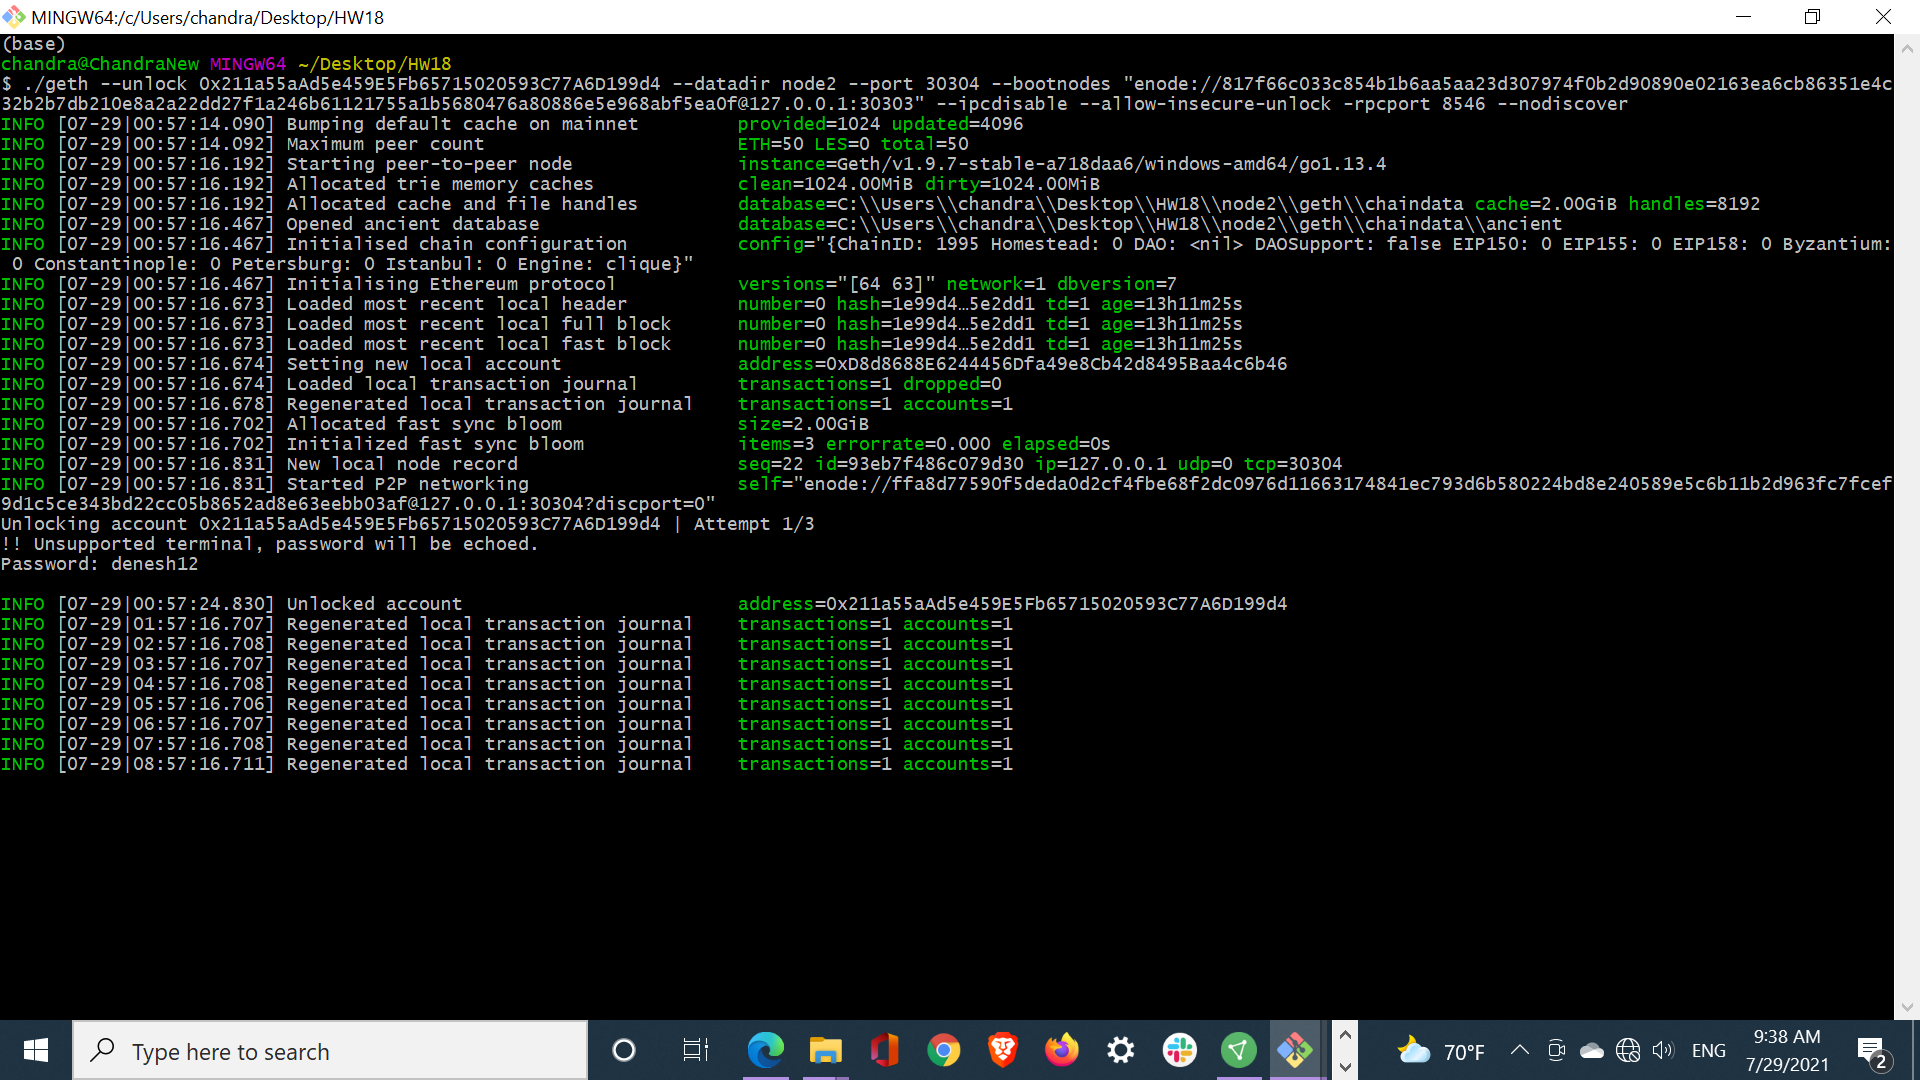 MINGW64:/c/Users/chandra/Desktop/HW18
(base)
chandra@ChandraNew MINGW64 ~/Desktop/HW18
$ ./geth --unlock 0x211a55aAd5e459E5Fb65715020593C77A6D199d4 --datadir node2 --port 30304 --bootnodes "enode://817f66c033c854b1b6aa5aa23d307974f0b2d90890e02163ea6cb86351e4c
32b2b7db210e8a2a22dd27f1a246b61121755a1b5680476a80886e5e968abf5ea0f@127.0.0.1:30303" --ipcdisable --allow-insecure-unlock -rpcport 8546 --nodiscover
INFO [07-29|00:57:14.090] Bumping default cache on mainnet provided=1024 updated=4096
INFO [07-29|00:57:14.092] Maximum peer count ETH=50 LES=0 total=50
INFO [07-29|00:57:16.192] Starting peer-to-peer node instance=Geth/v1.9.7-stable-a718daa6/windows-amd64/go1.13.4
INFO [07-29|00:57:16.192] Allocated trie memory caches clean=1024.00MiB dirty=1024.00MiB
INFO [07-29|00:57:16.192] Allocated cache and file handles database=C:\\Users\\chandra\\Desktop\\HW18\\node2\\geth\\chaindata cache=2.00GiB handles=8192
INFO [07-29|00:57:16.467] Opened ancient database database=C:\\Users\\chandra\\Desktop\\HW18\\node2\\geth\\chaindata\\ancient
INFO [07-29|00:57:16.467] Initialised chain configuration config="{ChainID: 1995 Homestead: 0 DAO: <nil> DAOSupport: false EIP150: 0 EIP155: 0 EIP158: 0 Byzantium:
0 Constantinople: 0 Petersburg: 0 Istanbul: 0 Engine: clique}"
INFO [07-29|00:57:16.467] Initialising Ethereum protocol versions="[64 63]" network=1 dbversion=7
INFO [07-29|00:57:16.673] Loaded most recent local header number=0 hash=1e99d4…5e2dd1 td=1 age=13h11m25s
INFO [07-29|00:57:16.673] Loaded most recent local full block number=0 hash=1e99d4…5e2dd1 td=1 age=13h11m25s
INFO [07-29|00:57:16.673] Loaded most recent local fast block number=0 hash=1e99d4…5e2dd1 td=1 age=13h11m25s
INFO [07-29|00:57:16.674] Setting new local account address=0xD8d8688E6244456Dfa49e8Cb42d8495Baa4c6b46
INFO [07-29|00:57:16.674] Loaded local transaction journal transactions=1 dropped=0
INFO [07-29|00:57:16.678] Regenerated local transaction journal transactions=1 accounts=1
INFO [07-29|00:57:16.702] Allocated fast sync bloom size=2.00GiB
INFO [07-29|00:57:16.702] Initialized fast sync bloom items=3 errorrate=0.000 elapsed=0s
INFO [07-29|00:57:16.831] New local node record seq=22 id=93eb7f486c079d30 ip=127.0.0.1 udp=0 tcp=30304
INFO [07-29|00:57:16.831] Started P2P networking self="enode://ffa8d77590f5deda0d2cf4fbe68f2dc0976d11663174841ec793d6b580224bd8e240589e5c6b11b2d963fc7fcef
9d1c5ce343bd22cc05b8652ad8e63eebb03af@127.0.0.1:30304?discport=0"
Unlocking account 0x211a55aAd5e459E5Fb65715020593C77A6D199d4 | Attempt 1/3
!! Unsupported terminal, password will be echoed.
Password: denesh12
INFO [07-29|00:57:24.830] Unlocked account address=0x211a55aAd5e459E5Fb65715020593C77A6D199d4
INFO [07-29|01:57:16.707] Regenerated local transaction journal transactions=1 accounts=1
INFO [07-29|02:57:16.708] Regenerated local transaction journal transactions=1 accounts=1
INFO [07-29|03:57:16.707] Regenerated local transaction journal transactions=1 accounts=1
INFO [07-29|04:57:16.708] Regenerated local transaction journal transactions=1 accounts=1
INFO [07-29|05:57:16.706] Regenerated local transaction journal transactions=1 accounts=1
INFO [07-29|06:57:16.707] Regenerated local transaction journal transactions=1 accounts=1
INFO [07-29|07:57:16.708] Regenerated local transaction journal transactions=1 accounts=1
INFO [07-29|08:57:16.711] Regenerated local transaction journal transactions=1 accounts=1
Type here to search
70°F
ENG
9:38 AM
7/29/2021
2